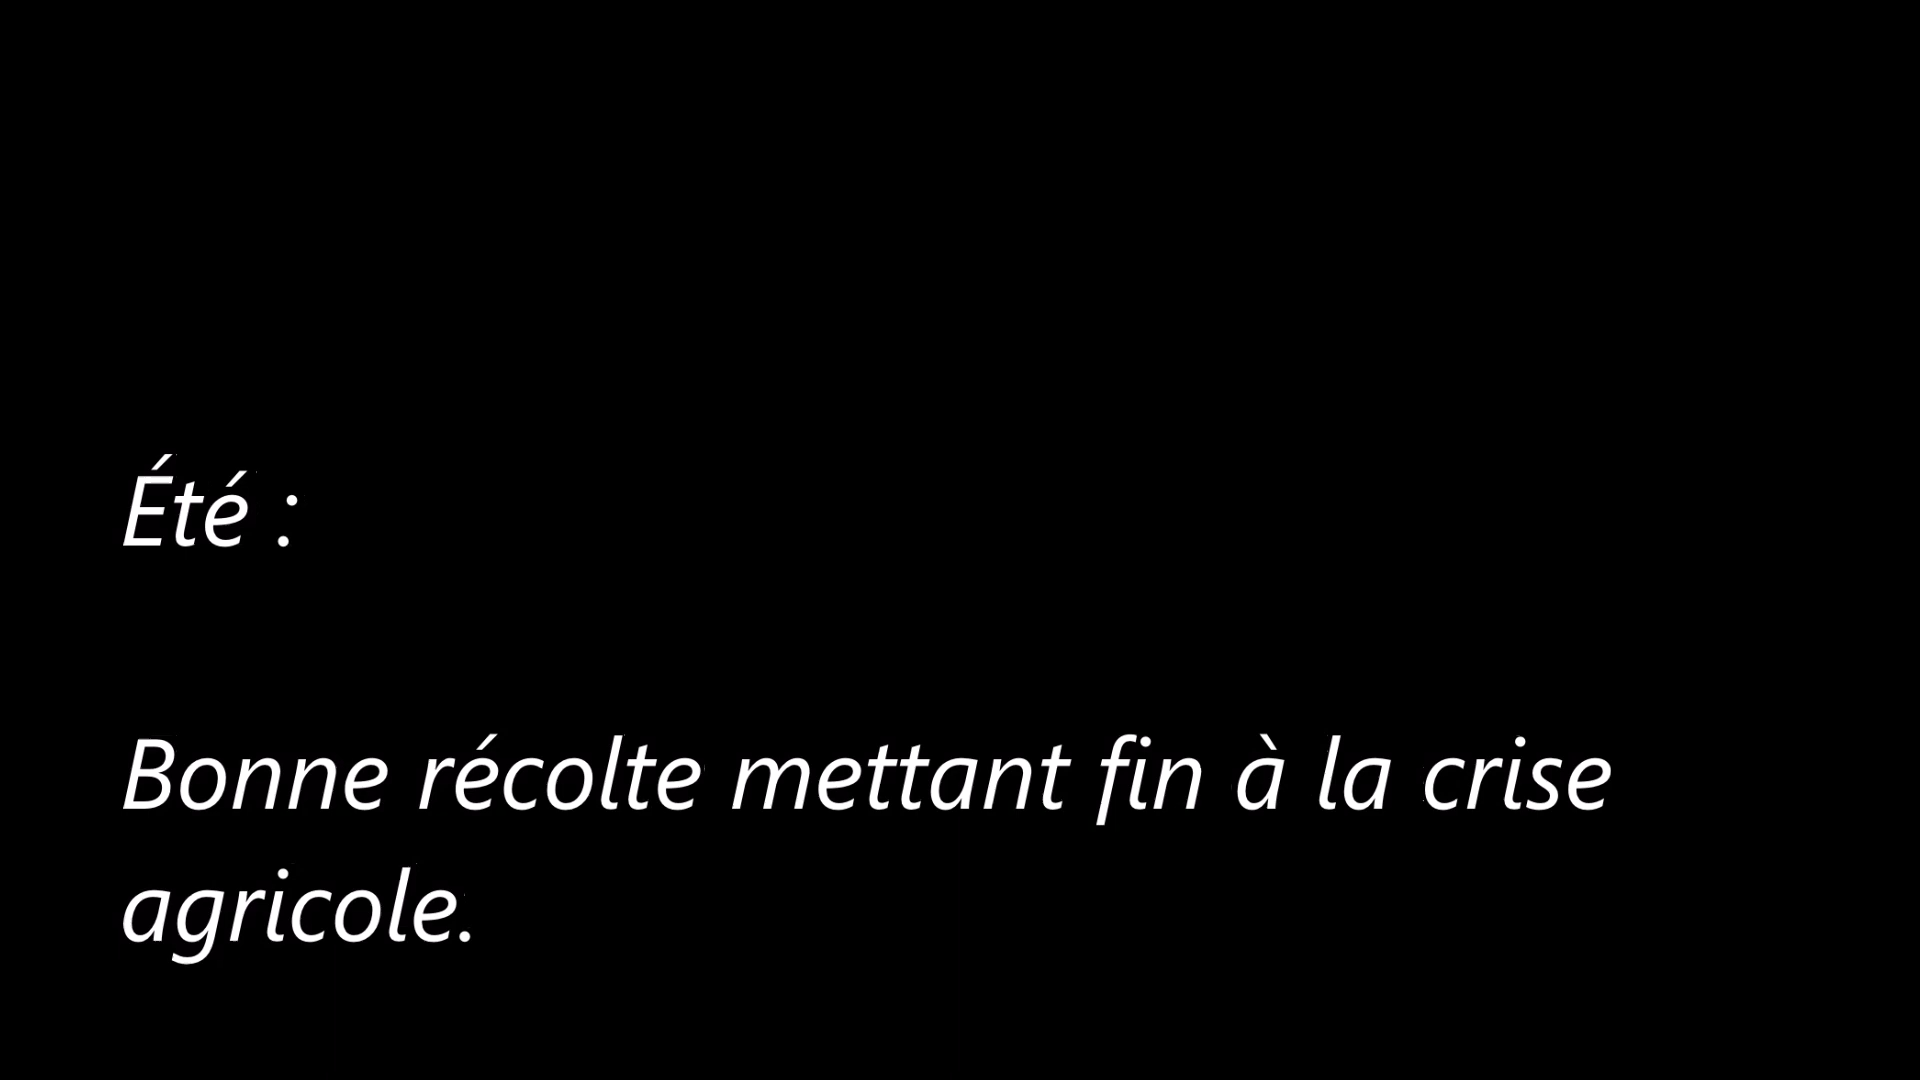 Été :
Bonne récolte mettant fin à la crise
agricole.